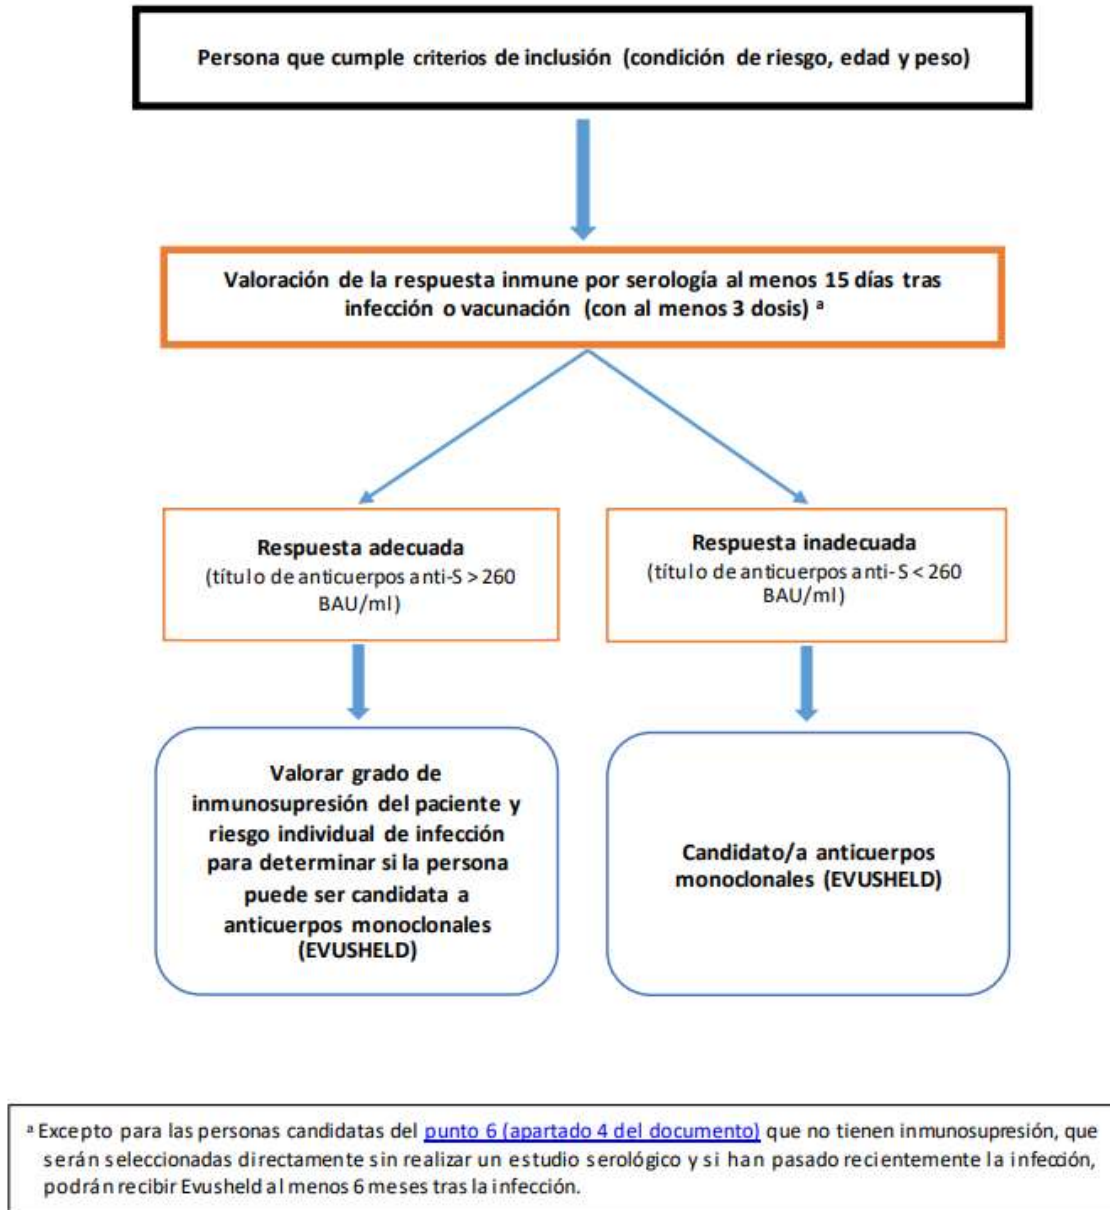 Persona que cumple criterios de inclusión (condición de riesgo, edad y peso)
Valoración de la respuesta inmune por serología al menos 15 días tras
infección o vacunación (con al menos 3 dosis) ª
Respuesta adecuada
(título de anticuerpos anti-S > 260
BAU/ml)
Respuesta inadecuada
(título de anticuerpos anti-S < 260
BAU/ml)
Valorar grado de
inmunosupresión del paciente y
riesgo individual de infección
para determinar si la persona
puede ser candidata a
anticuerpos monoclonales
(EVUSHELD)
Candidato/a anticuerpos
monoclonales (EVUSHELD)
ª Excepto para las personas candidatas del punto 6 (apartado 4 del documento) que no tienen inmunosupresión, que
serán seleccionadas directamente sin realizar un estudio serológico y si han pasado recientemente la infección,
podrán recibir Evusheld al menos 6 meses tras la infección.